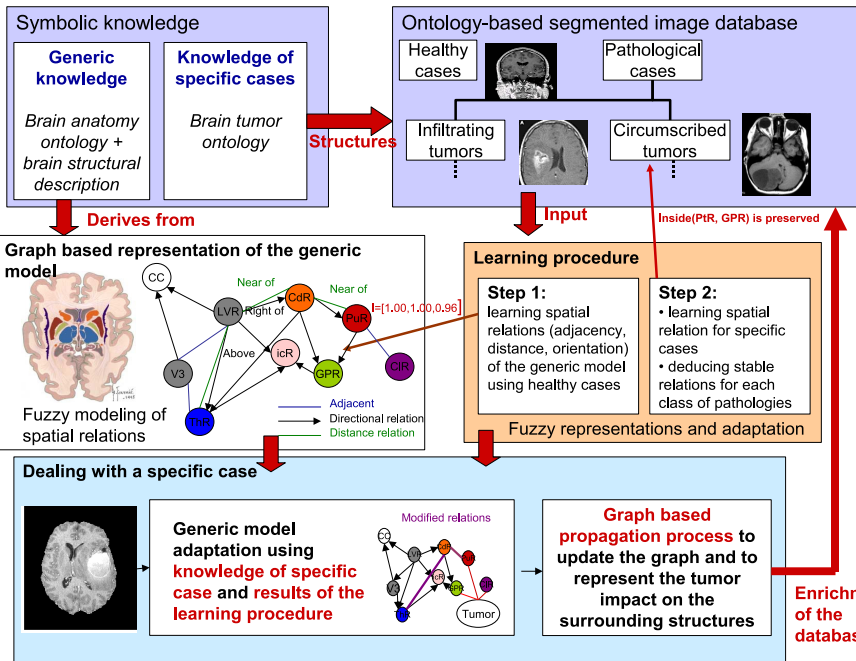 Symbolic knowledge
Generic
knowledge
Brain anatomy
ontology +
brain structural
description
Knowledge of
specific cases
Brain tumor
ontology
Structures
Derives from
Ontology-based segmented image database
Healthy
cases
Pathological
cases
Infiltrating
tumors
Circumscribed
tumors
Input
Inside(PtR, GPR) is preserved
Graph based representation of the generic
model
CC
Near of
Near of
CdR
LVR
Right of
PuR
I=[1.00,1.00,0.96]
Above
icR
V3
GPR
ClR
ThR
Fuzzy modeling of
spatial relations
Adjacent
Directional relation
Distance relation
Learning procedure
Step 1:
learning spatial
relations (adjacency,
distance, orientation)
of the generic model
using healthy cases
Step 2:
• learning spatial
relation for specific
cases
• deducing stable
relations for each
class of pathologies
Fuzzy representations and adaptation
Dealing with a specific case
Generic model
adaptation using
knowledge of specific
case and results of the
learning procedure
Modified relations
CC
LVR
CdR
icR
V3
GPR
Tumor
Graph based
propagation process to
update the graph and to
represent the tumor
impact on the
surrounding structures
Enrichm
of the
databas